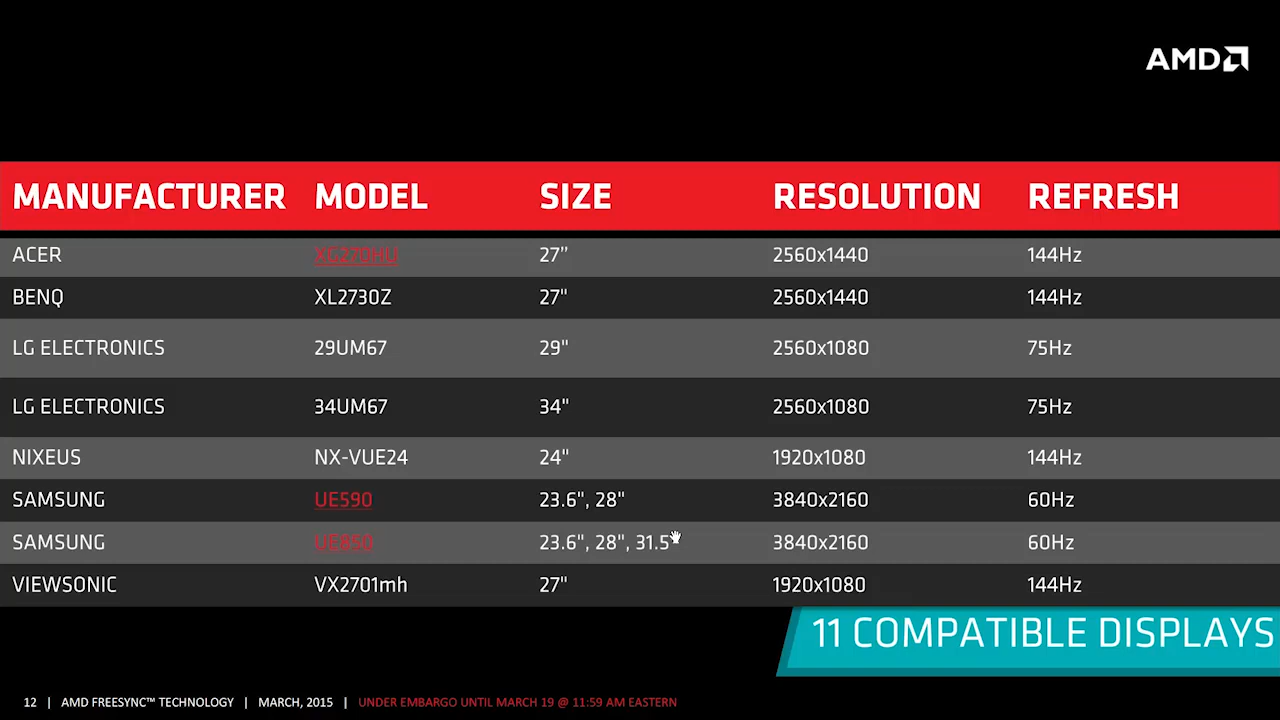 AMD
MANUFACTURER MODEL SIZE RESOLUTION REFRESH
ACER XG270HU 27” 2560x1440 144Hz
BENQ XL2730Z 27" 2560x1440 144Hz
LG ELECTRONICS 29UM67 29" 2560x1080 75Hz
LG ELECTRONICS 34UM67 34" 2560x1080 75Hz
NIXEUS NX-VUE24 24" 1920x1080 144Hz
SAMSUNG UE590 23.6", 28" 3840x2160 60Hz
SAMSUNG UE850 23.6", 28", 31.5" 3840x2160 60Hz
VIEWSONIC VX2701mh 27" 1920x1080 144Hz
11 COMPATIBLE DISPLAYS
12 | AMD FREESYNC™ TECHNOLOGY | MARCH, 2015 | UNDER EMBARGO UNTIL MARCH 19 @ 11:59 AM EASTERN